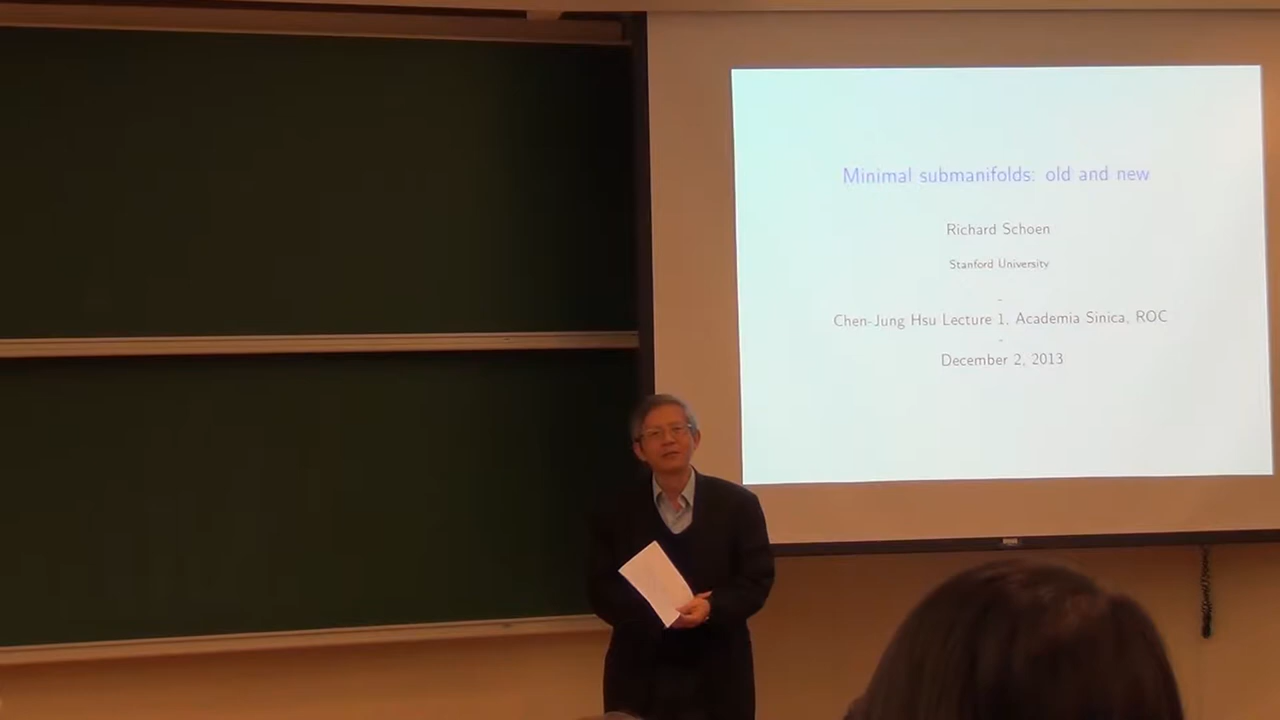 Minimal submanifolds: old and new
Richard Schoen
Stanford University
-
Chen-Jung Hsu Lecture 1, Academia Sinica, ROC
-
December 2, 2013